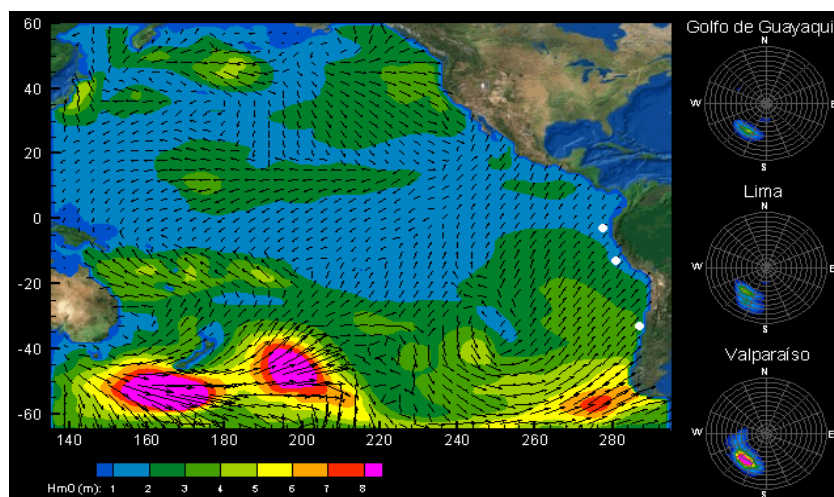 60
40
20
0
-20
-40
-60
140 160 180 200 220 240 260 280
Hm0 (m): 1 2 3 4 5 6 7 8
Golfo de Guayaqui
N
W E
S
Lima
N
W E
S
Valparaíso
N
W E
S